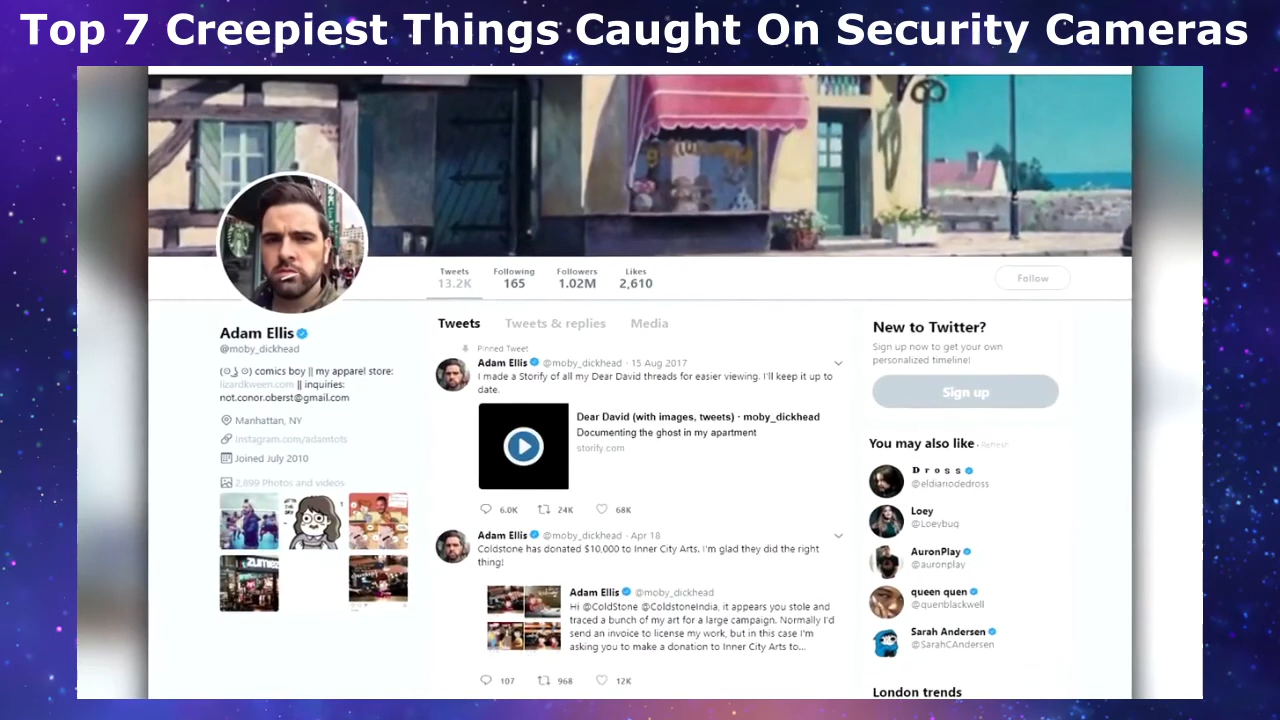 Top 7 Creepiest Things Caught On Security Cameras
Tweets Following Followers Likes
13.2K 165 1.02M 2,610
Follow
Adam Ellis
@moby_dickhead
(ʘ‿ʘ) comics boy || my apparel store:
lizardkween.com || inquiries:
not.conor.oberst@gmail.com
Manhattan, NY
instagram.com/adamtots
Joined July 2010
2,899 Photos and videos
Tweets Tweets & replies Media
Pinned Tweet
Adam Ellis @moby_dickhead · 15 Aug 2017
I made a Storify of all my Dear David threads for easier viewing. I'll keep it up to
date.
Dear David (with images, tweets) · moby_dickhead
Documenting the ghost in my apartment
storify.com
6.0K 24K 68K
Adam Ellis @moby_dickhead · Apr 18
Coldstone has donated $10,000 to Inner City Arts. I'm glad they did the right
thing!
Adam Ellis @moby_dickhead
Hi @ColdStone @ColdstoneIndia, it appears you stole and
traced a bunch of my art for a large campaign. Normally I'd
send an invoice to license my work, but in this case I'm
asking you to make a donation to Inner City Arts to...
107 968 12K
New to Twitter?
Sign up now to get your own
personalized timeline!
Sign up
You may also like · Refresh
Dross
@eldiariodedross
Loey
@Loeybug
AuronPlay
@auronplay
queen quen
@quenblackwell
Sarah Andersen
@SarahCAndersen
London trends